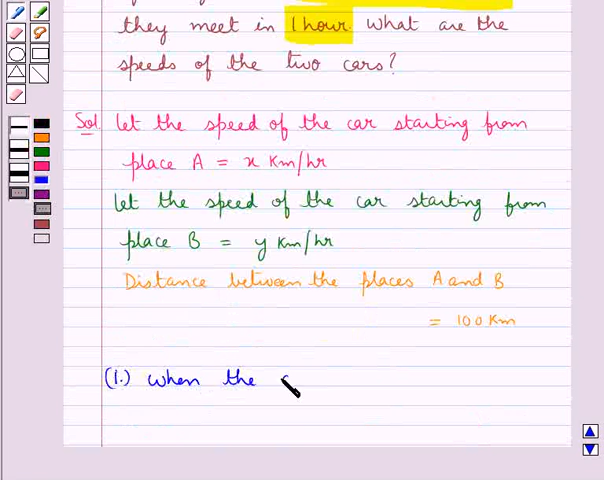 they meet in 1 hour what are the
speeds of the two cars?
Sol. Let the speed of the car starting from
place A = x Km/hr
Let the speed of the car starting from
place B = y Km/hr
Distance between the places A and B
= 100 Km
(1.) When the